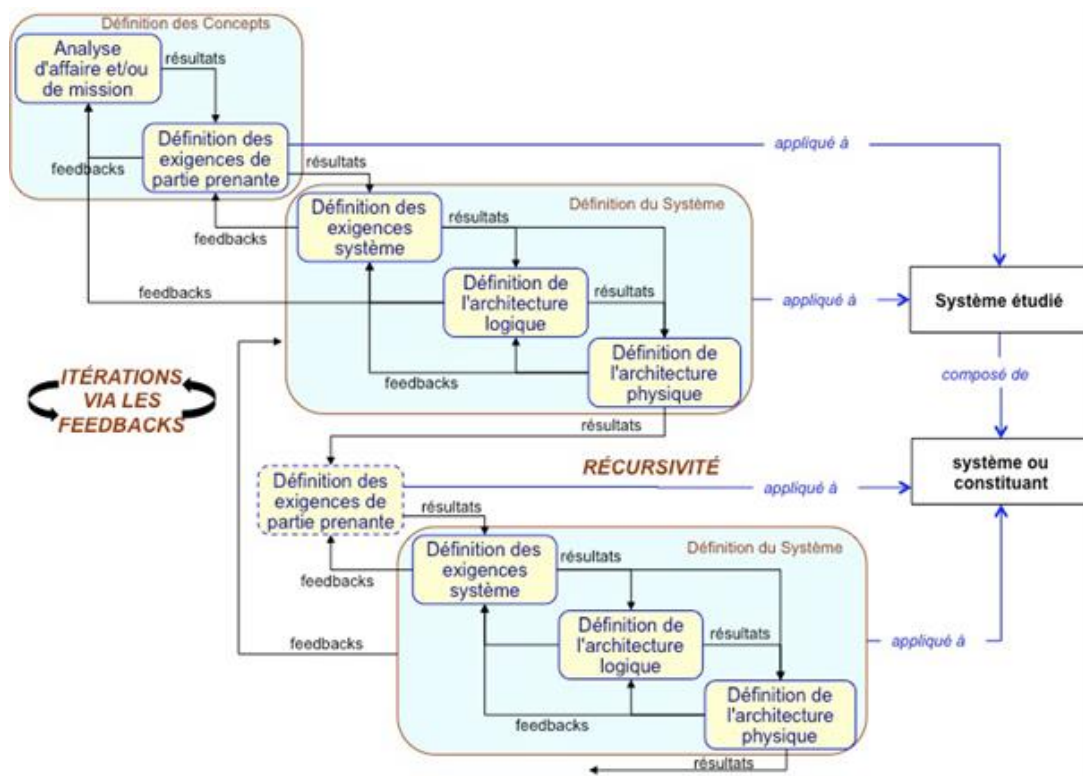 Définition des Concepts
Analyse
d'affaire et/ou
de mission
résultats
Définition des
exigences de
partie prenante
feedbacks
résultats
appliqué à
Définition du Système
Définition des
exigences
système
résultats
feedbacks
Définition de
l'architecture
logique
résultats
feedbacks
appliqué à
Système étudié
Définition de
l'architecture
physique
feedbacks
composé de
ITÉRATIONS
VIA LES
FEEDBACKS
résultats
RÉCURSIVITÉ
Définition des
exigences de
partie prenante
appliqué à
système ou
constituant
résultats
Définition du Système
Définition des
exigences
système
résultats
feedbacks
Définition de
l'architecture
logique
résultats
feedbacks
appliqué à
Définition de
l'architecture
physique
feedbacks
résultats